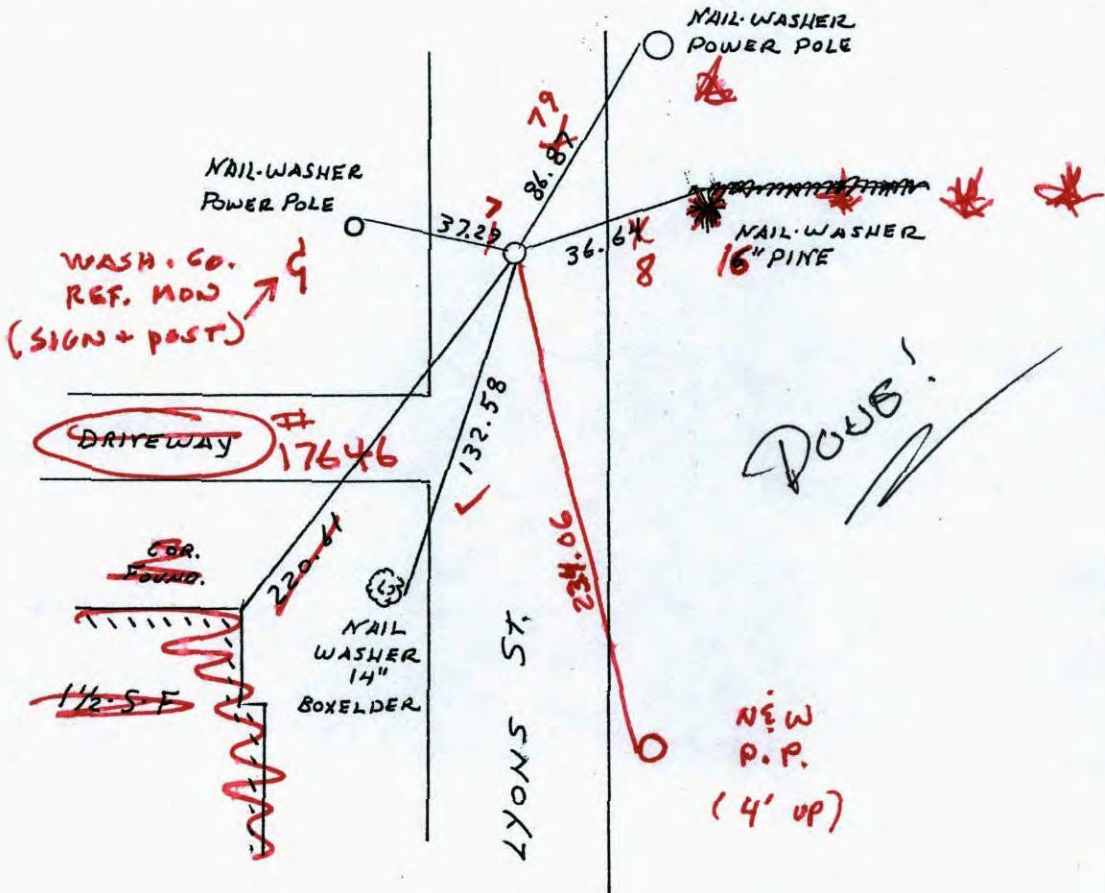 NAIL-WASHER
POWER POLE
79
86.87
NAIL-WASHER
POWER POLE
7
37.29
36.64
8
NAIL-WASHER
16" PINE
WASH. CO.
REF. MON
(SIGN + POST)
DRIVEWAY
#
17646
132.58
DONE!
220.61
234.06
COR.
FOUND.
1½-S-F
NAIL
WASHER
14"
BOXELDER
LYONS ST.
N & W
P.P.
(4' UP)